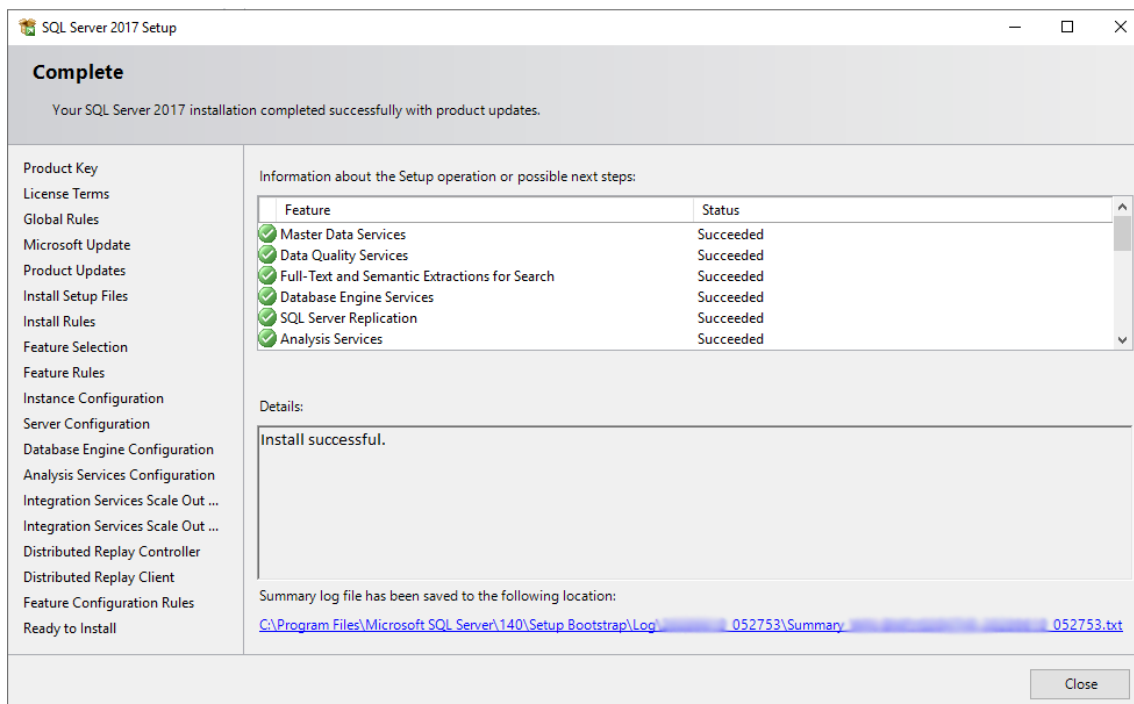 SQL Server 2017 Setup
Complete
Your SQL Server 2017 installation completed successfully with product updates.
Product Key
License Terms
Global Rules
Microsoft Update
Product Updates
Install Setup Files
Install Rules
Feature Selection
Feature Rules
Instance Configuration
Server Configuration
Database Engine Configuration
Analysis Services Configuration
Integration Services Scale Out ...
Integration Services Scale Out ...
Distributed Replay Controller
Distributed Replay Client
Feature Configuration Rules
Ready to Install
Information about the Setup operation or possible next steps:
Feature Status
Master Data Services Succeeded
Data Quality Services Succeeded
Full-Text and Semantic Extractions for Search Succeeded
Database Engine Services Succeeded
SQL Server Replication Succeeded
Analysis Services Succeeded
Details:
Install successful.
Summary log file has been saved to the following location:
C:\Program Files\Microsoft SQL Server\140\Setup Bootstrap\Log\ _052753\Summary_ _052753.txt
Close